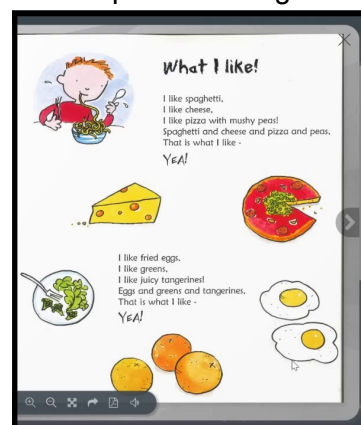 What I like!
I like spaghetti,
I like cheese,
I like pizza with mushy peas!
Spaghetti and cheese and pizza and peas,
That is what I like -
YEA!
I like fried eggs,
I like greens,
I like juicy tangerines!
Eggs and greens and tangerines,
That is what I like -
YEA!